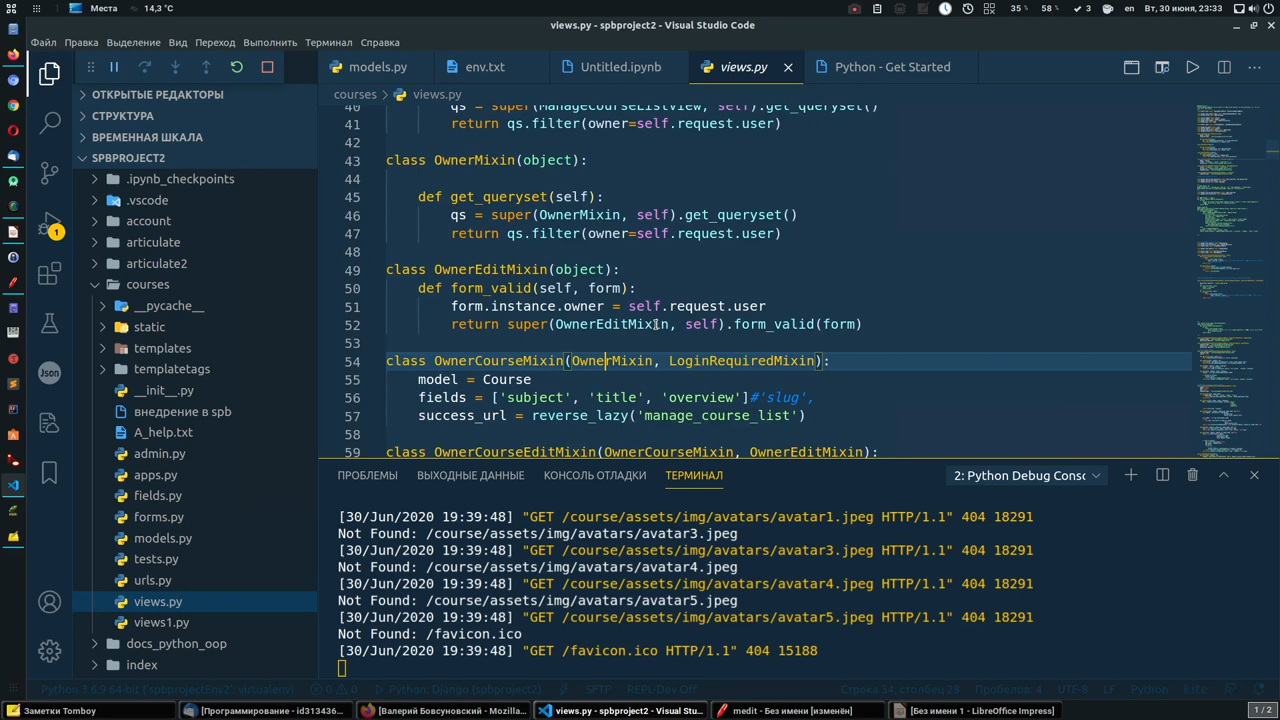 Места
14,3 °C
35 %
58 %
3
en
Вт, 30 июня, 23:33
views.py - spbproject2 - Visual Studio Code
Файл Правка Выделение Вид Переход Выполнить Терминал Справка
models.py env.txt Untitled.ipynb views.py Python - Get Started
courses > views.py
ОТКРЫТЫЕ РЕДАКТОРЫ
СТРУКТУРА
ВРЕМЕННАЯ ШКАЛА
SPBPROJECT2
.ipynb_checkpoints
.vscode
account
articulate
articulate2
courses
__pycache__
static
templates
templatetags
__init__.py
внедрение в spb
A_help.txt
admin.py
apps.py
fields.py
forms.py
models.py
tests.py
urls.py
views.py
views1.py
docs_python_oop
index
1
Json
40 qs = super(ManageCourseListView, self).get_queryset()
41 return qs.filter(owner=self.request.user)
42
43 class OwnerMixin(object):
44
45 def get_queryset(self):
46 qs = super(OwnerMixin, self).get_queryset()
47 return qs.filter(owner=self.request.user)
48
49 class OwnerEditMixin(object):
50 def form_valid(self, form):
51 form.instance.owner = self.request.user
52 return super(OwnerEditMixin, self).form_valid(form)
53
54 class OwnerCourseMixin(OwnerMixin, LoginRequiredMixin):
55 model = Course
56 fields = ['subject', 'title', 'overview']#'slug',
57 success_url = reverse_lazy('manage_course_list')
58
59 class OwnerCourseEditMixin(OwnerCourseMixin, OwnerEditMixin):
ПРОБЛЕМЫ ВЫХОДНЫЕ ДАННЫЕ КОНСОЛЬ ОТЛАДКИ ТЕРМИНАЛ 2: Python Debug Consc
[30/Jun/2020 19:39:48] "GET /course/assets/img/avatars/avatar1.jpeg HTTP/1.1" 404 18291
Not Found: /course/assets/img/avatars/avatar3.jpeg
[30/Jun/2020 19:39:48] "GET /course/assets/img/avatars/avatar3.jpeg HTTP/1.1" 404 18291
Not Found: /course/assets/img/avatars/avatar4.jpeg
[30/Jun/2020 19:39:48] "GET /course/assets/img/avatars/avatar4.jpeg HTTP/1.1" 404 18291
Not Found: /course/assets/img/avatars/avatar5.jpeg
[30/Jun/2020 19:39:48] "GET /course/assets/img/avatars/avatar5.jpeg HTTP/1.1" 404 18291
Not Found: /favicon.ico
[30/Jun/2020 19:39:48] "GET /favicon.ico HTTP/1.1" 404 15188
Python 3.6.9 64-bit ('spbprojectEnv2': virtualenv) 0 0 Python: Django (spbproject2) SFTP REPL-Dev Off Строка 54, столбец 28 Пробелов: 4 UTF-8 LF Python kite
Заметки Tomboy [Программирование - id313436... [Валерий Бовсуновский - Mozilla... views.py - spbproject2 - Visual Stu... medit - Без имени [изменён] [Без имени 1 - LibreOffice Impress] 1 / 2